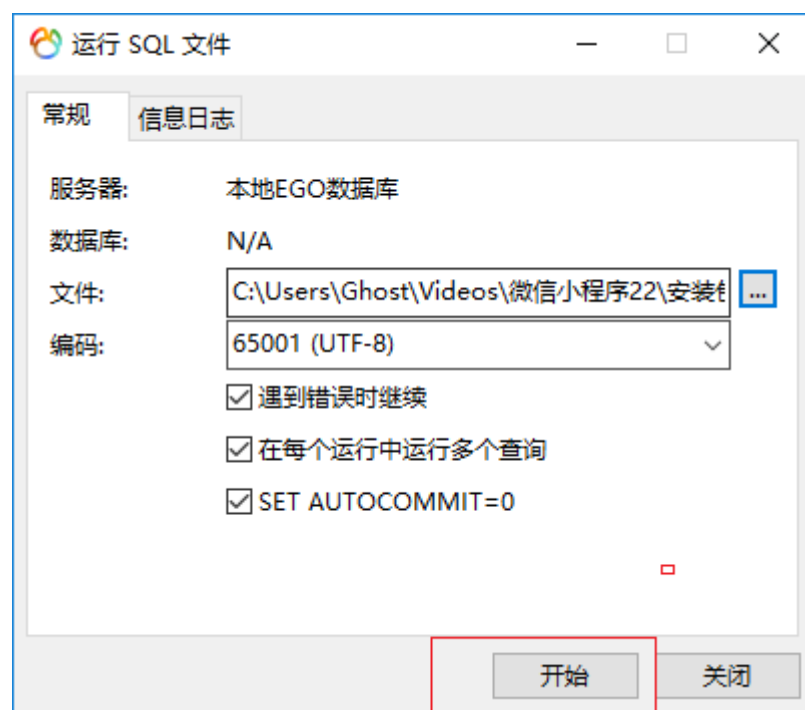 运行 SQL 文件
常规 信息日志
服务器: 本地EGO数据库
数据库: N/A
文件: C:\Users\Ghost\Videos\微信小程序22\安装 ...
编码: 65001 (UTF-8)
遇到错误时继续
在每个运行中运行多个查询
SET AUTOCOMMIT=0
开始 关闭